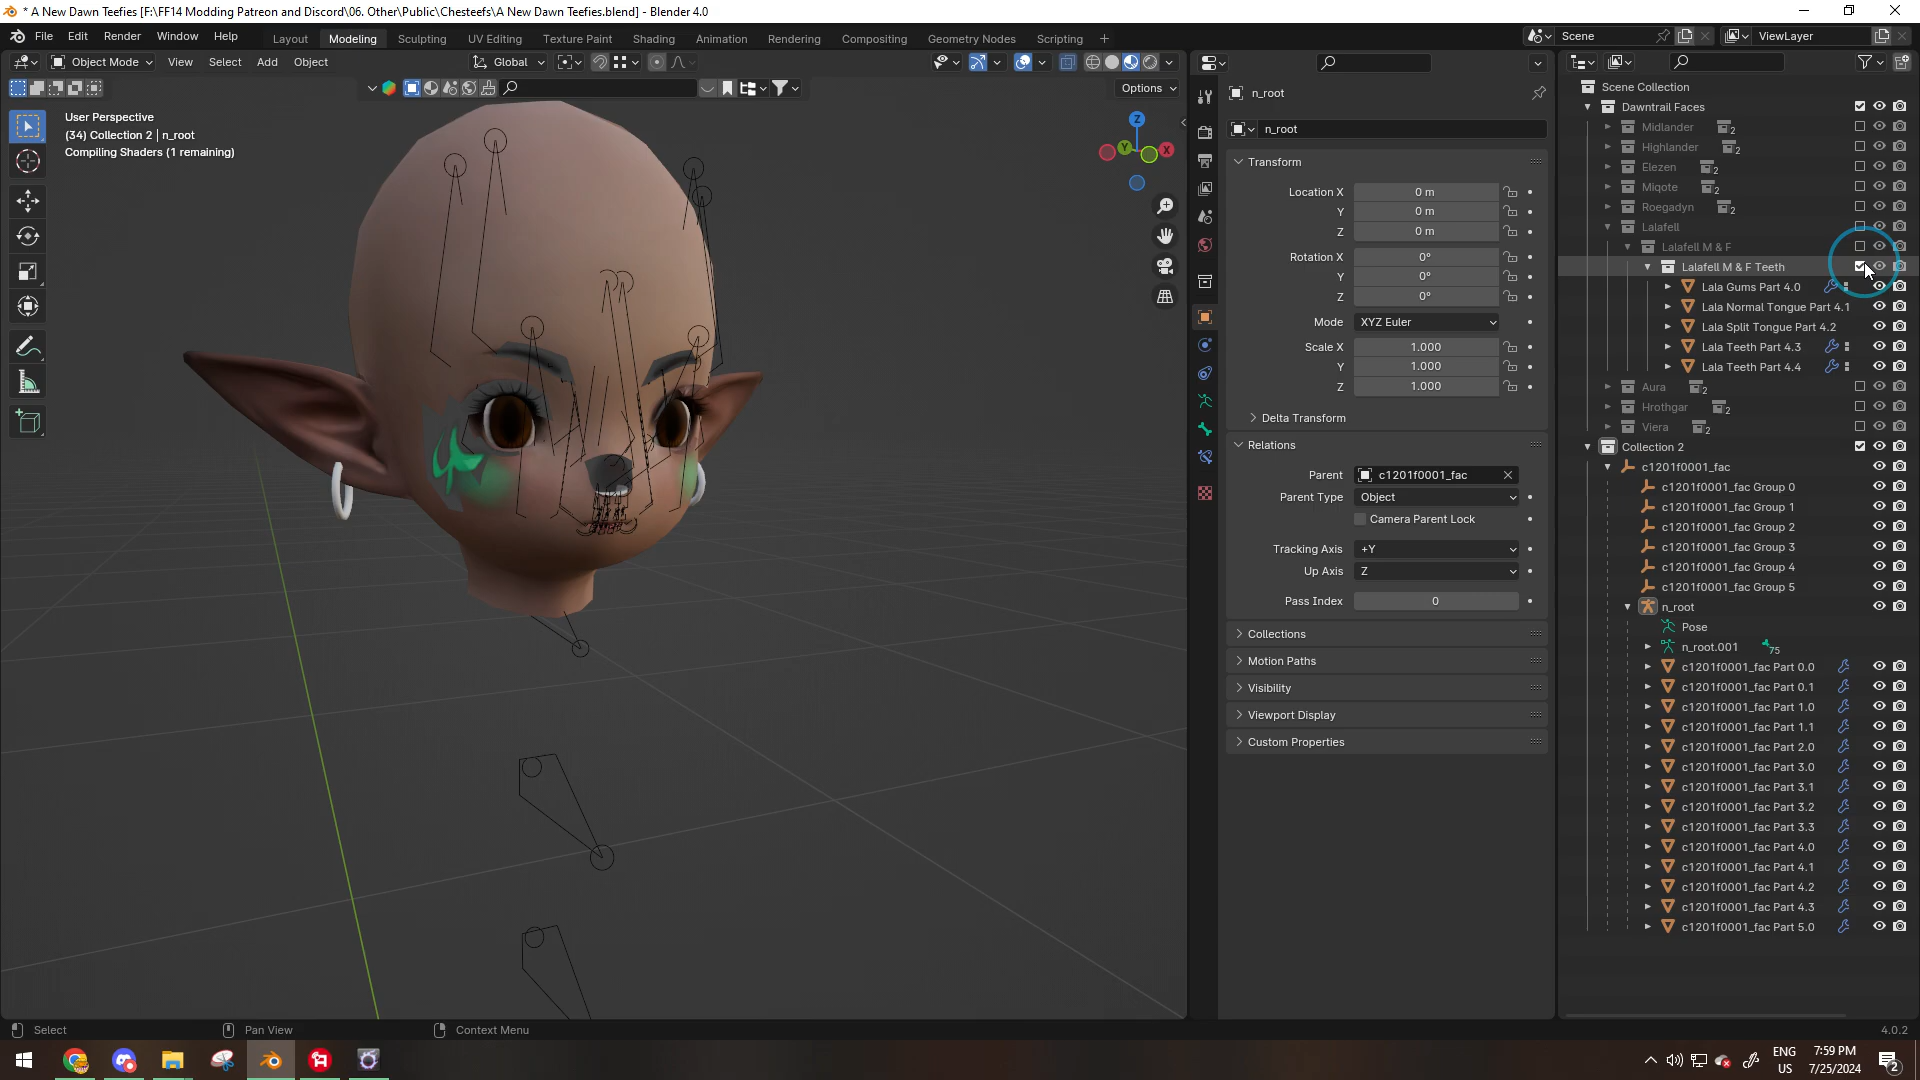 * A New Dawn Teefies [F:\FF14 Modding Patreon and Discord\06. Other\Public\Chesteefs\A New Dawn Teefies.blend] - Blender 4.0
File Edit Render Window Help
Layout Modeling Sculpting UV Editing Texture Paint Shading Animation Rendering Compositing Geometry Nodes Scripting +
Scene
ViewLayer
Object Mode View Select Add Object
Global
Options
User Perspective
(34) Collection 2 | n_root
Compiling Shaders (1 remaining)
Z
Y
X
n_root
n_root
Transform
Location X 0 m
Y 0 m
Z 0 m
Rotation X 0°
Y 0°
Z 0°
Mode XYZ Euler
Scale X 1.000
Y 1.000
Z 1.000
Delta Transform
Relations
Parent c1201f0001_fac
Parent Type Object
Camera Parent Lock
Tracking Axis +Y
Up Axis Z
Pass Index 0
Collections
Motion Paths
Visibility
Viewport Display
Custom Properties
Scene Collection
Dawntrail Faces
Midlander 2
Highlander 2
Elezen 2
Miqote 2
Roegadyn 2
Lalafell
Lalafell M & F
Lalafell M & F Teeth
Lala Gums Part 4.0
Lala Normal Tongue Part 4.1
Lala Split Tongue Part 4.2
Lala Teeth Part 4.3
Lala Teeth Part 4.4
Aura 2
Hrothgar 2
Viera 2
Collection 2
c1201f0001_fac
c1201f0001_fac Group 0
c1201f0001_fac Group 1
c1201f0001_fac Group 2
c1201f0001_fac Group 3
c1201f0001_fac Group 4
c1201f0001_fac Group 5
n_root
Pose
n_root.001 75
c1201f0001_fac Part 0.0
c1201f0001_fac Part 0.1
c1201f0001_fac Part 1.0
c1201f0001_fac Part 1.1
c1201f0001_fac Part 2.0
c1201f0001_fac Part 3.0
c1201f0001_fac Part 3.1
c1201f0001_fac Part 3.2
c1201f0001_fac Part 3.3
c1201f0001_fac Part 4.0
c1201f0001_fac Part 4.1
c1201f0001_fac Part 4.2
c1201f0001_fac Part 4.3
c1201f0001_fac Part 5.0
Select Pan View Context Menu
4.0.2
ENG
US
7:59 PM
7/25/2024
2